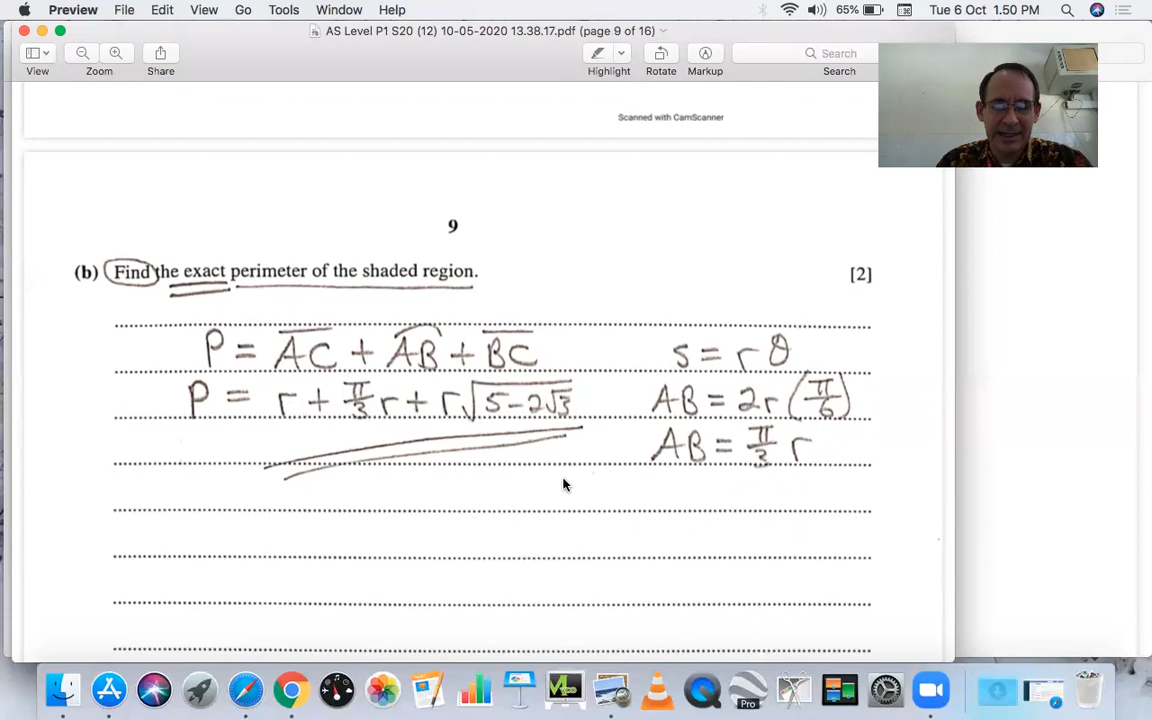 Preview File Edit View Go Tools Window Help 65% Tue 6 Oct 1.50 PM
AS Level P1 S20 (12) 10-05-2020 13.38.17.pdf (page 9 of 16)
Search
View Zoom Share Highlight Rotate Markup Search
Scanned with CamScanner
9
(b) Find the exact perimeter of the shaded region. [2]
P = AC + AB + BC s = rθ
P = r + π/3 r + r√(5-2√3) AB = 2r(π/6)
AB = π/3 r
Pro